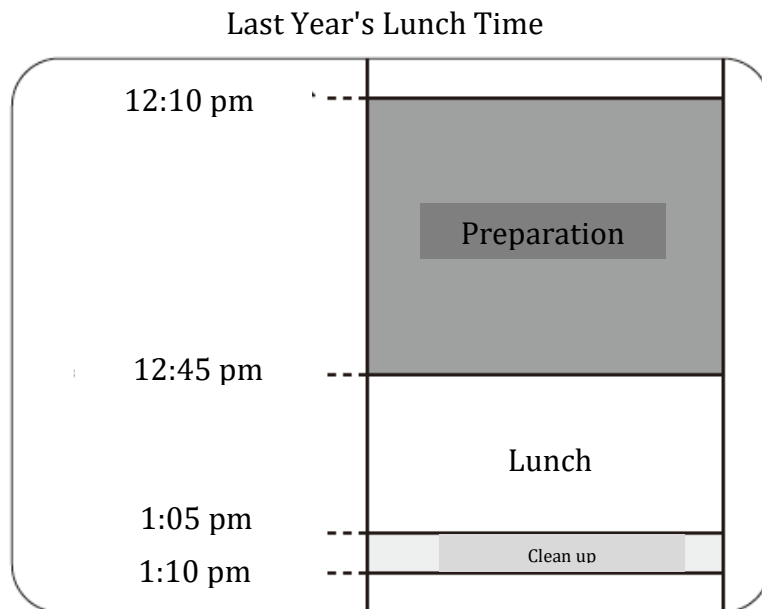 Last Year's Lunch Time
12:10 pm
Preparation
12:45 pm
Lunch
1:05 pm
Clean up
1:10 pm